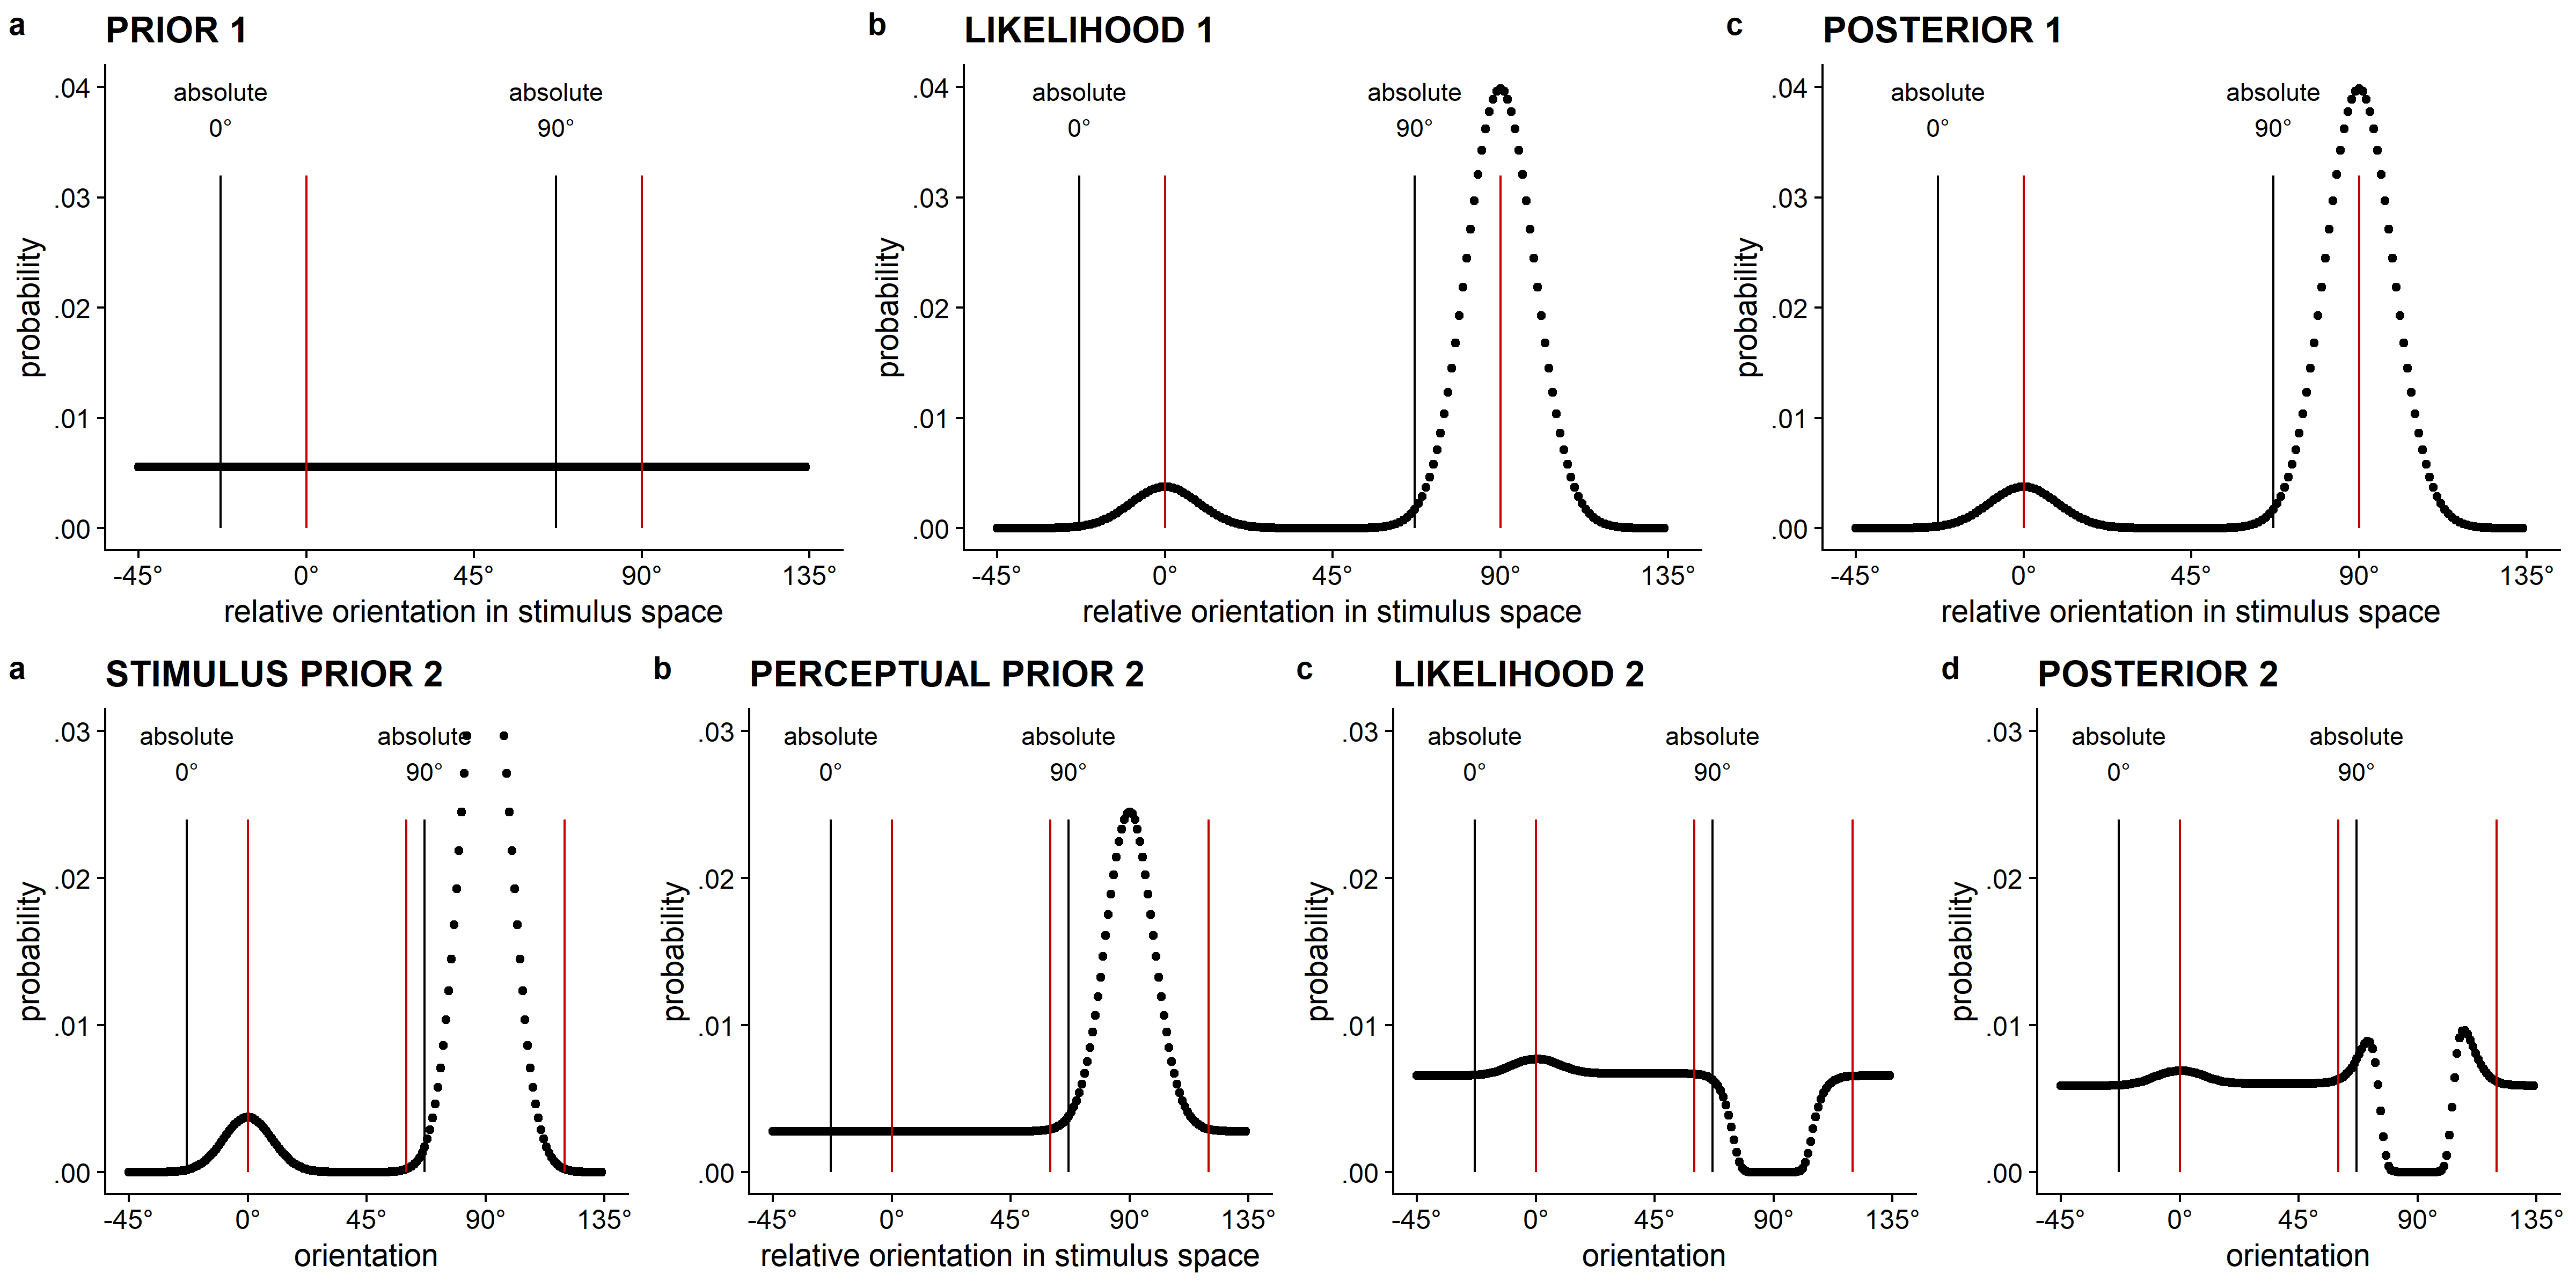 a PRIOR 1
absolute 0°
absolute 90°
.04
.03
.02
.01
.00
probability
-45° 0° 45° 90° 135°
relative orientation in stimulus space
b LIKELIHOOD 1
absolute 0°
absolute 90°
.04
.03
.02
.01
.00
probability
-45° 0° 45° 90° 135°
relative orientation in stimulus space
c POSTERIOR 1
absolute 0°
absolute 90°
.04
.03
.02
.01
.00
probability
-45° 0° 45° 90° 135°
relative orientation in stimulus space
a STIMULUS PRIOR 2
absolute 0°
absolute 90°
.03
.02
.01
.00
probability
-45° 0° 45° 90° 135°
orientation
b PERCEPTUAL PRIOR 2
absolute 0°
absolute 90°
.03
.02
.01
.00
probability
-45° 0° 45° 90° 135°
relative orientation in stimulus space
c LIKELIHOOD 2
absolute 0°
absolute 90°
.03
.02
.01
.00
probability
-45° 0° 45° 90° 135°
orientation
d POSTERIOR 2
absolute 0°
absolute 90°
.03
.02
.01
.00
probability
-45° 0° 45° 90° 135°
orientation